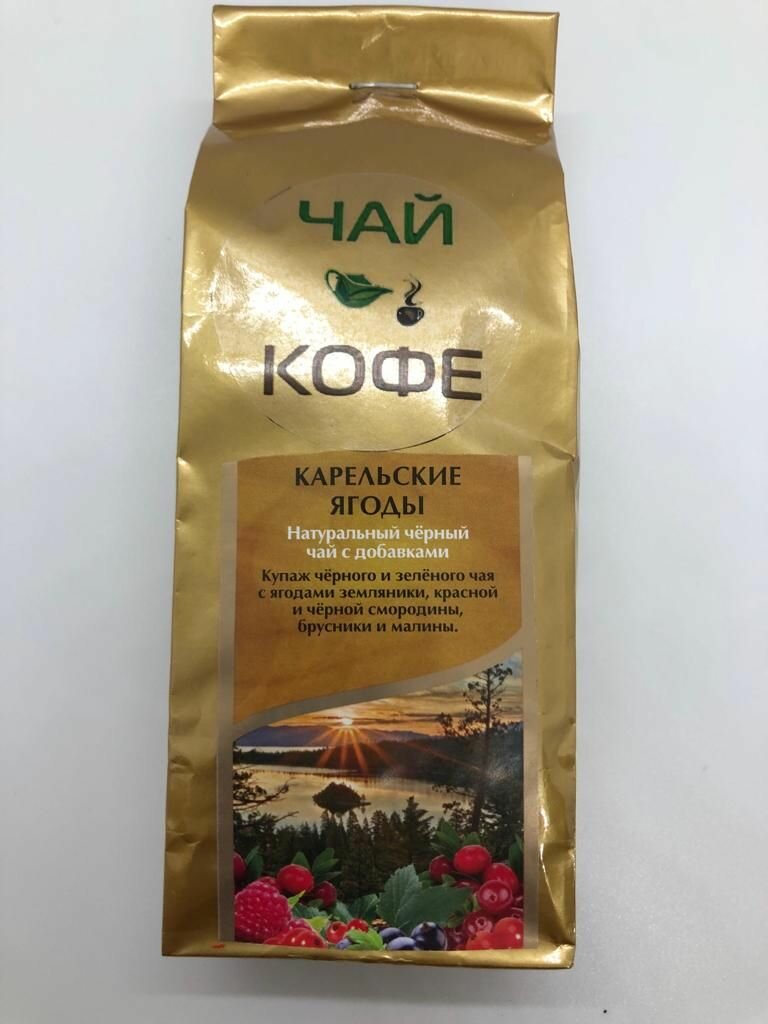 ЧАЙ
КОФЕ
КАРЕЛЬСКИЕ
ЯГОДЫ
Натуральный чёрный
чай с добавками
Купаж чёрного и зелёного чая
с ягодами земляники, красной
и чёрной смородины,
брусники и малины.